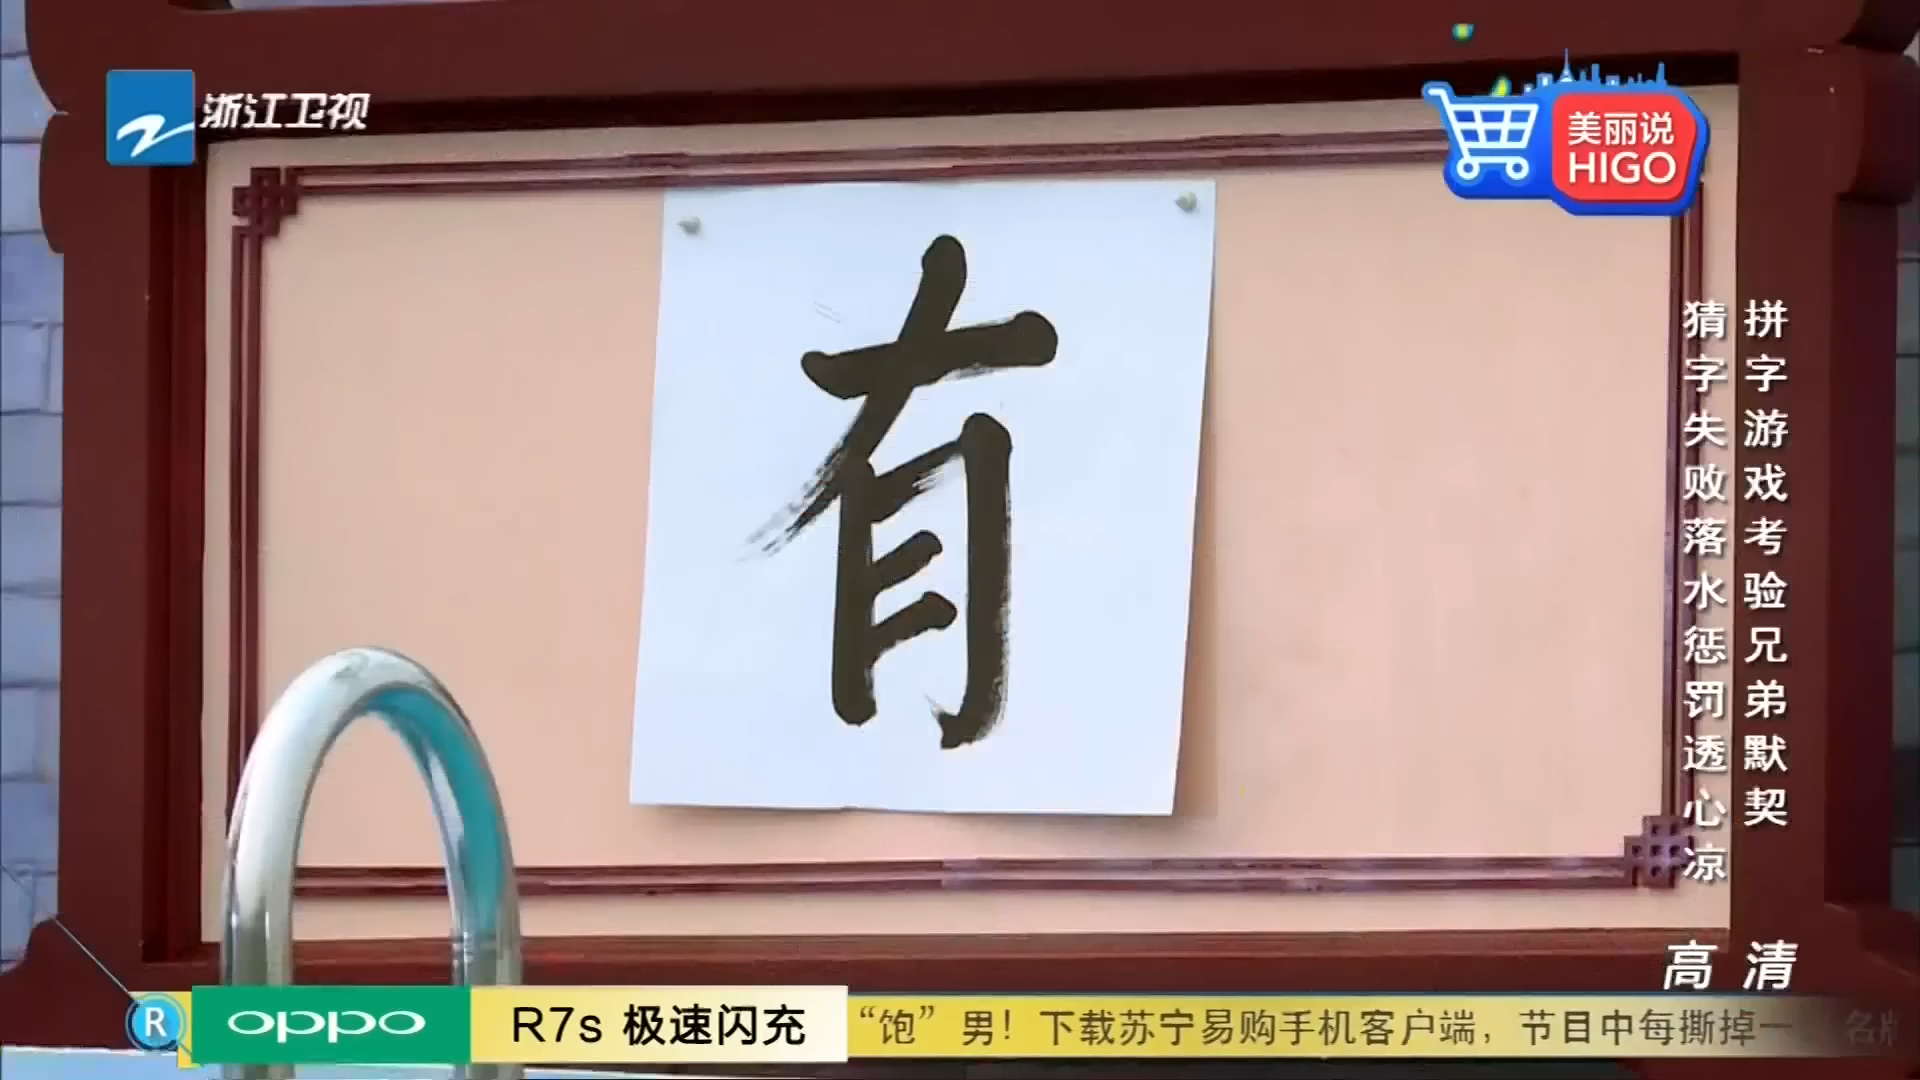 浙江卫视
美丽说
HIGO
有
拼字游戏考验兄弟默契
猜字失败落水惩罚透心凉
高清
R
oppo
R7s 极速闪充
“饱”男！下载苏宁易购手机客户端，节目中每撕掉一
名牌